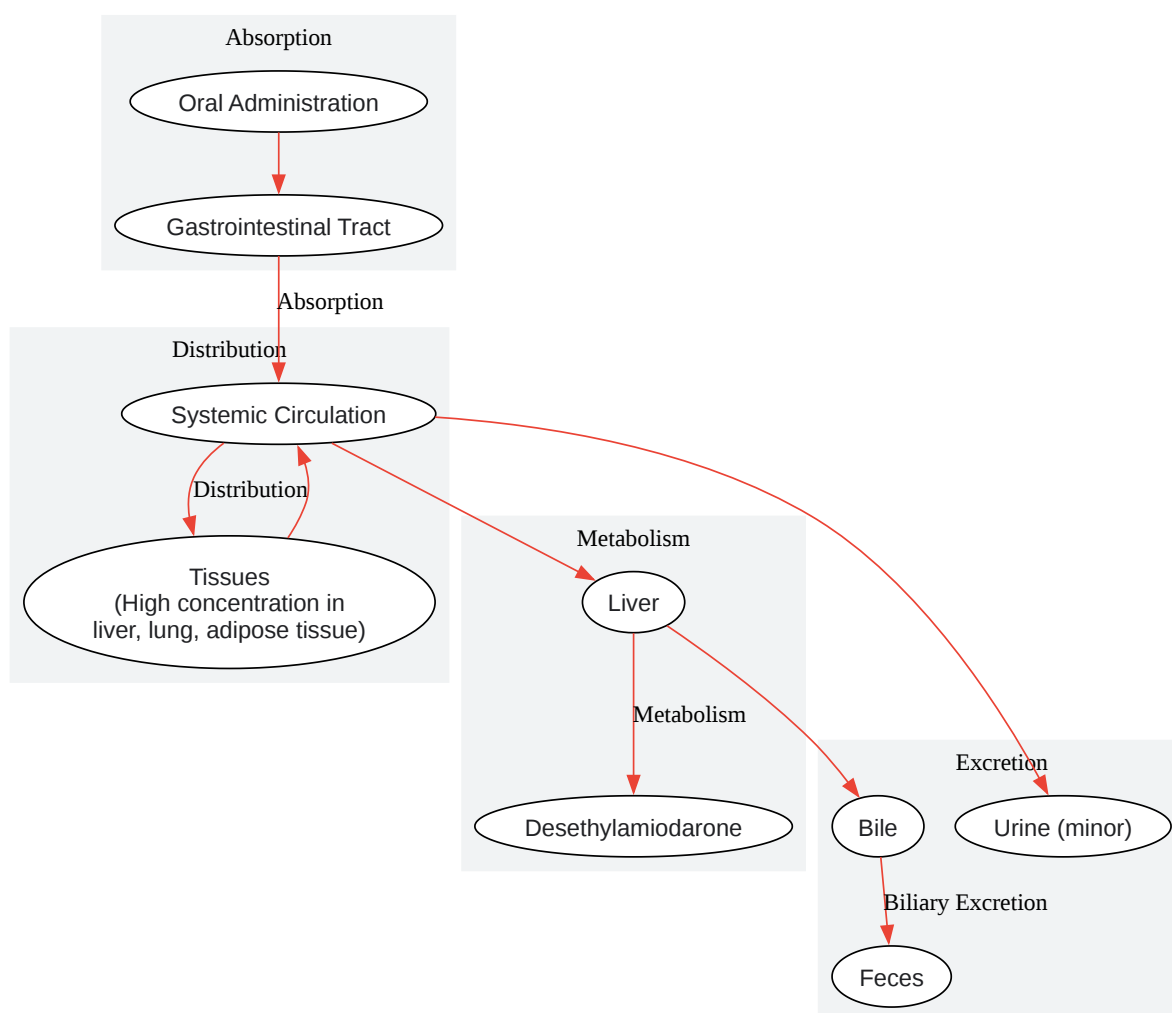 Absorption
Oral Administration
Gastrointestinal Tract
Absorption
Distribution
Systemic Circulation
Distribution
Tissues
(High concentration in
liver, lung, adipose tissue)
Metabolism
Liver
Metabolism
Desethylamiodarone
Excretion
Bile
Urine (minor)
Biliary Excretion
Feces